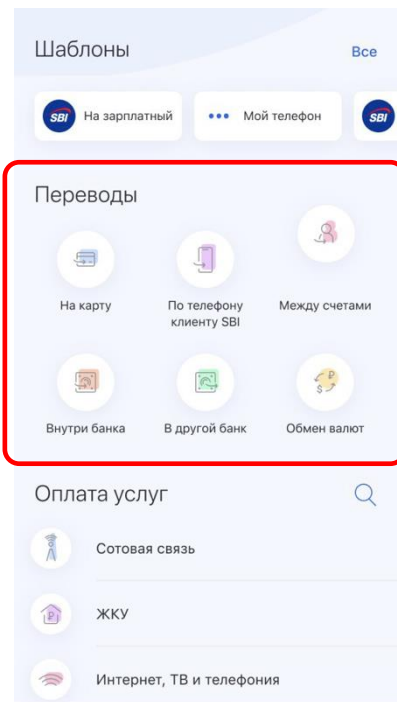 Шаблоны
Все
SBI
На зарплатный
Мой телефон
SBI
Переводы
На карту
По телефону
клиенту SBI
Между счетами
Внутри банка
В другой банк
Обмен валют
Оплата услуг
Сотовая связь
ЖКУ
Интернет, ТВ и телефония